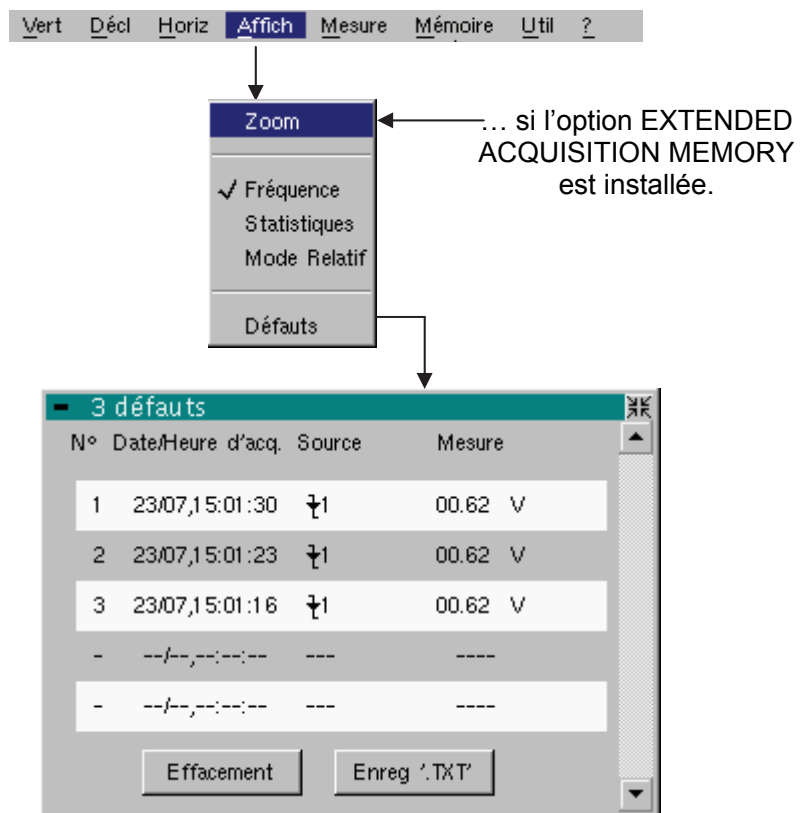 Vert Décl Horiz Affich Mesure Mémoire Util ?
Zoom
… si l'option EXTENDED
ACQUISITION MEMORY
est installée.
✓ Fréquence
Statistiques
Mode Relatif
Défauts
3 défauts
N° Date/Heure d'acq. Source Mesure
1 23/07,15:01:30 1 00.62 V
2 23/07,15:01:23 1 00.62 V
3 23/07,15:01:16 1 00.62 V
- --/--,--:--:-- --- ----
- --/--,--:--:-- --- ----
Effacement Enreg '.TXT'